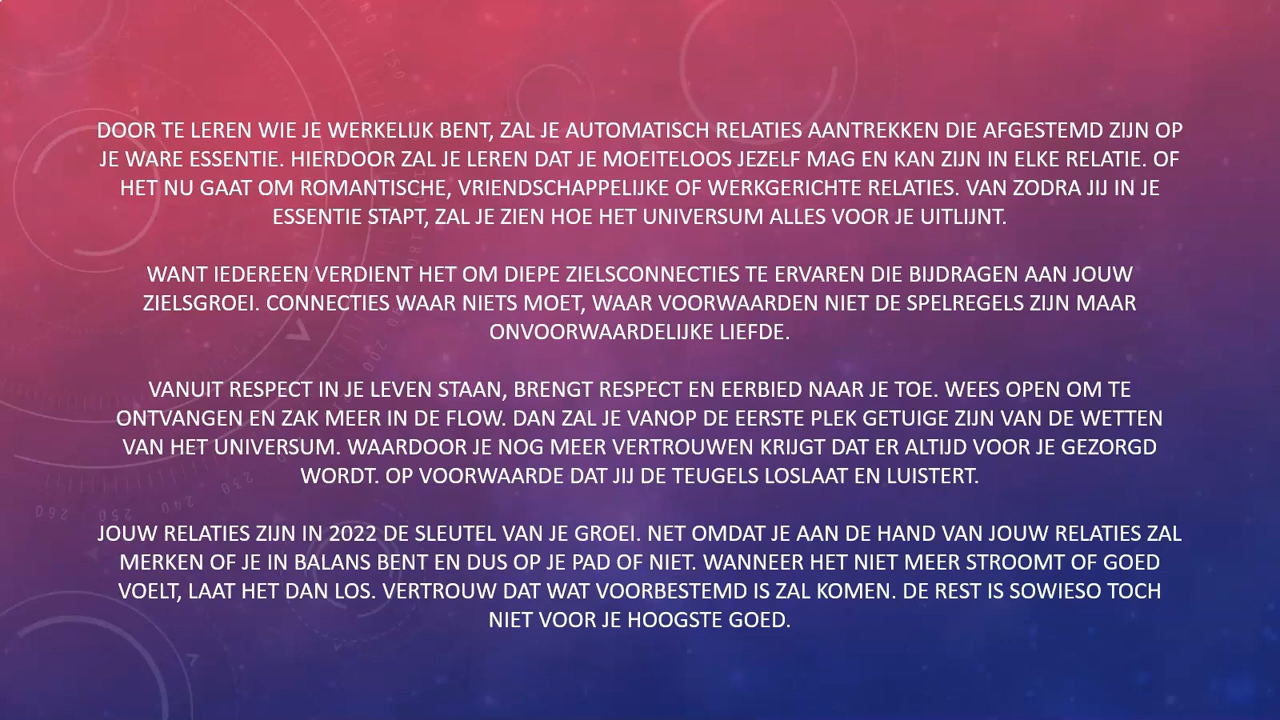 DOOR TE LEREN WIE JE WERKELIJK BENT, ZAL JE AUTOMATISCH RELATIES AANTREKKEN DIE AFGESTEMD ZIJN OP
JE WARE ESSENTIE. HIERDOOR ZAL JE LEREN DAT JE MOEITELOOS JEZELF MAG EN KAN ZIJN IN ELKE RELATIE. OF
HET NU GAAT OM ROMANTISCHE, VRIENDSCHAPPELIJKE OF WERKGERICHTE RELATIES. VAN ZODRA JIJ IN JE
ESSENTIE STAPT, ZAL JE ZIEN HOE HET UNIVERSUM ALLES VOOR JE UITLIJNT.
WANT IEDEREEN VERDIENT HET OM DIEPE ZIELSCONNECTIES TE ERVAREN DIE BIJDRAGEN AAN JOUW
ZIELSGROEI. CONNECTIES WAAR NIETS MOET, WAAR VOORWAARDEN NIET DE SPELREGELS ZIJN MAAR
ONVOORWAARDELIJKE LIEFDE.
VANUIT RESPECT IN JE LEVEN STAAN, BRENGT RESPECT EN EERBIED NAAR JE TOE. WEES OPEN OM TE
ONTVANGEN EN ZAK MEER IN DE FLOW. DAN ZAL JE VANOP DE EERSTE PLEK GETUIGE ZIJN VAN DE WETTEN
VAN HET UNIVERSUM. WAARDOOR JE NOG MEER VERTROUWEN KRIJGT DAT ER ALTIJD VOOR JE GEZORGD
WORDT. OP VOORWAARDE DAT JIJ DE TEUGELS LOSLAAT EN LUISTERT.
JOUW RELATIES ZIJN IN 2022 DE SLEUTEL VAN JE GROEI. NET OMDAT JE AAN DE HAND VAN JOUW RELATIES ZAL
MERKEN OF JE IN BALANS BENT EN DUS OP JE PAD OF NIET. WANNEER HET NIET MEER STROOMT OF GOED
VOELT, LAAT HET DAN LOS. VERTROUW DAT WAT VOORBESTEMD IS ZAL KOMEN. DE REST IS SOWIESO TOCH
NIET VOOR JE HOOGSTE GOED.
150
200
230
240
250
260